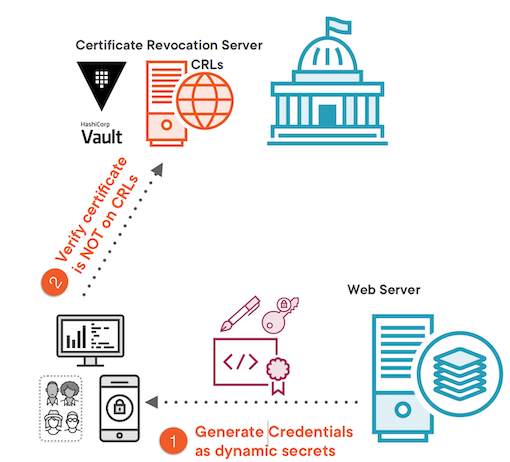 Certificate Revocation Server
CRLs
HashiCorp
Vault
2
Verify certificate
is NOT on CRLs
Web Server
</>
1
Generate Credentials
as dynamic secrets